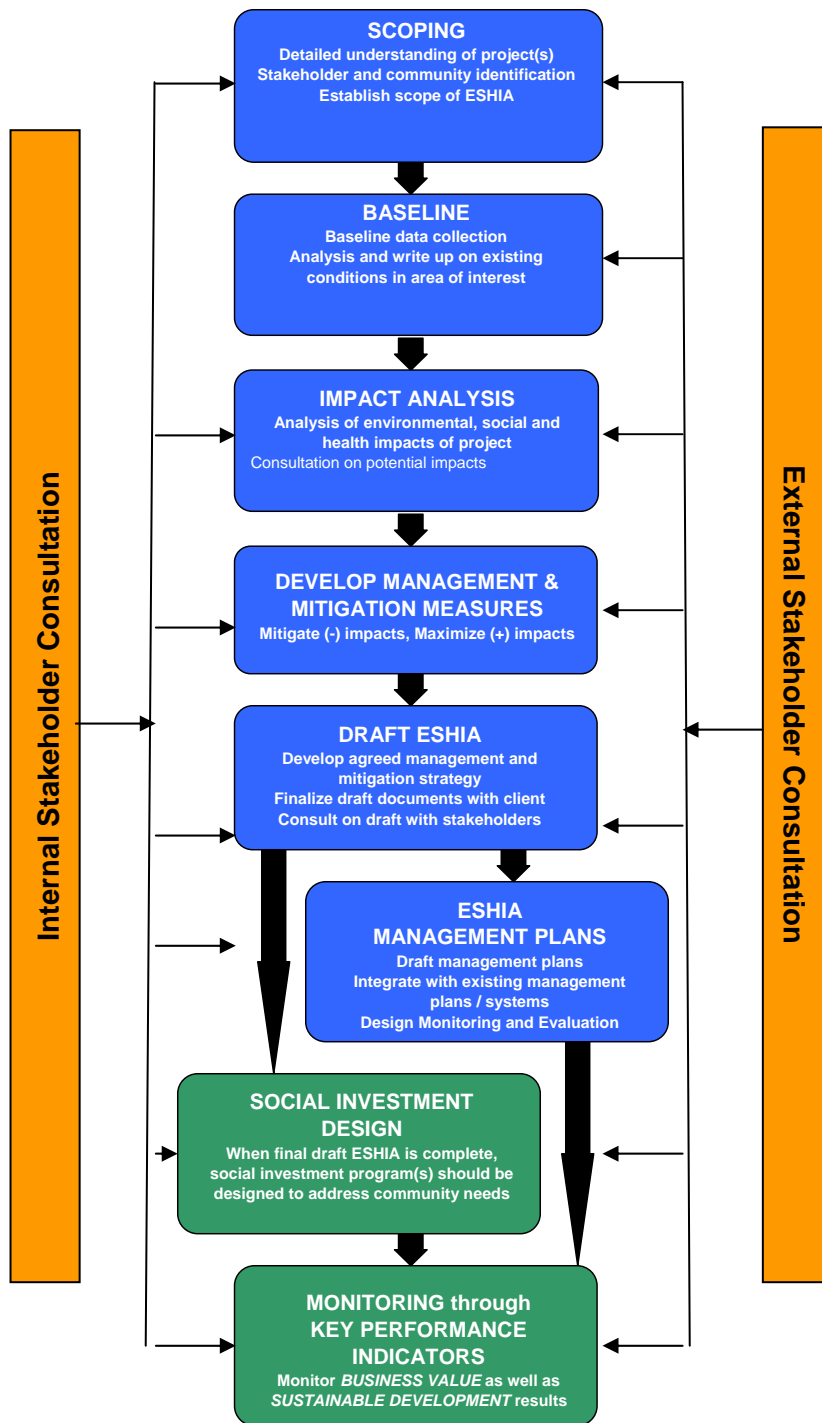 SCOPING
Detailed understanding of project(s)
Stakeholder and community identification
Establish scope of ESHIA
BASELINE
Baseline data collection
Analysis and write up on existing
conditions in area of interest
IMPACT ANALYSIS
Analysis of environmental, social and
health impacts of project
Consultation on potential impacts
DEVELOP MANAGEMENT &
MITIGATION MEASURES
Mitigate (-) impacts, Maximize (+) impacts
DRAFT ESHIA
Develop agreed management and
mitigation strategy
Finalize draft documents with client
Consult on draft with stakeholders
ESHIA
MANAGEMENT PLANS
Draft management plans
Integrate with existing management
plans / systems
Design Monitoring and Evaluation
SOCIAL INVESTMENT
DESIGN
When final draft ESHIA is complete,
social investment program(s) should be
designed to address community needs
MONITORING through
KEY PERFORMANCE
INDICATORS
Monitor BUSINESS VALUE as well as
SUSTAINABLE DEVELOPMENT results
Internal Stakeholder Consultation
External Stakeholder Consultation